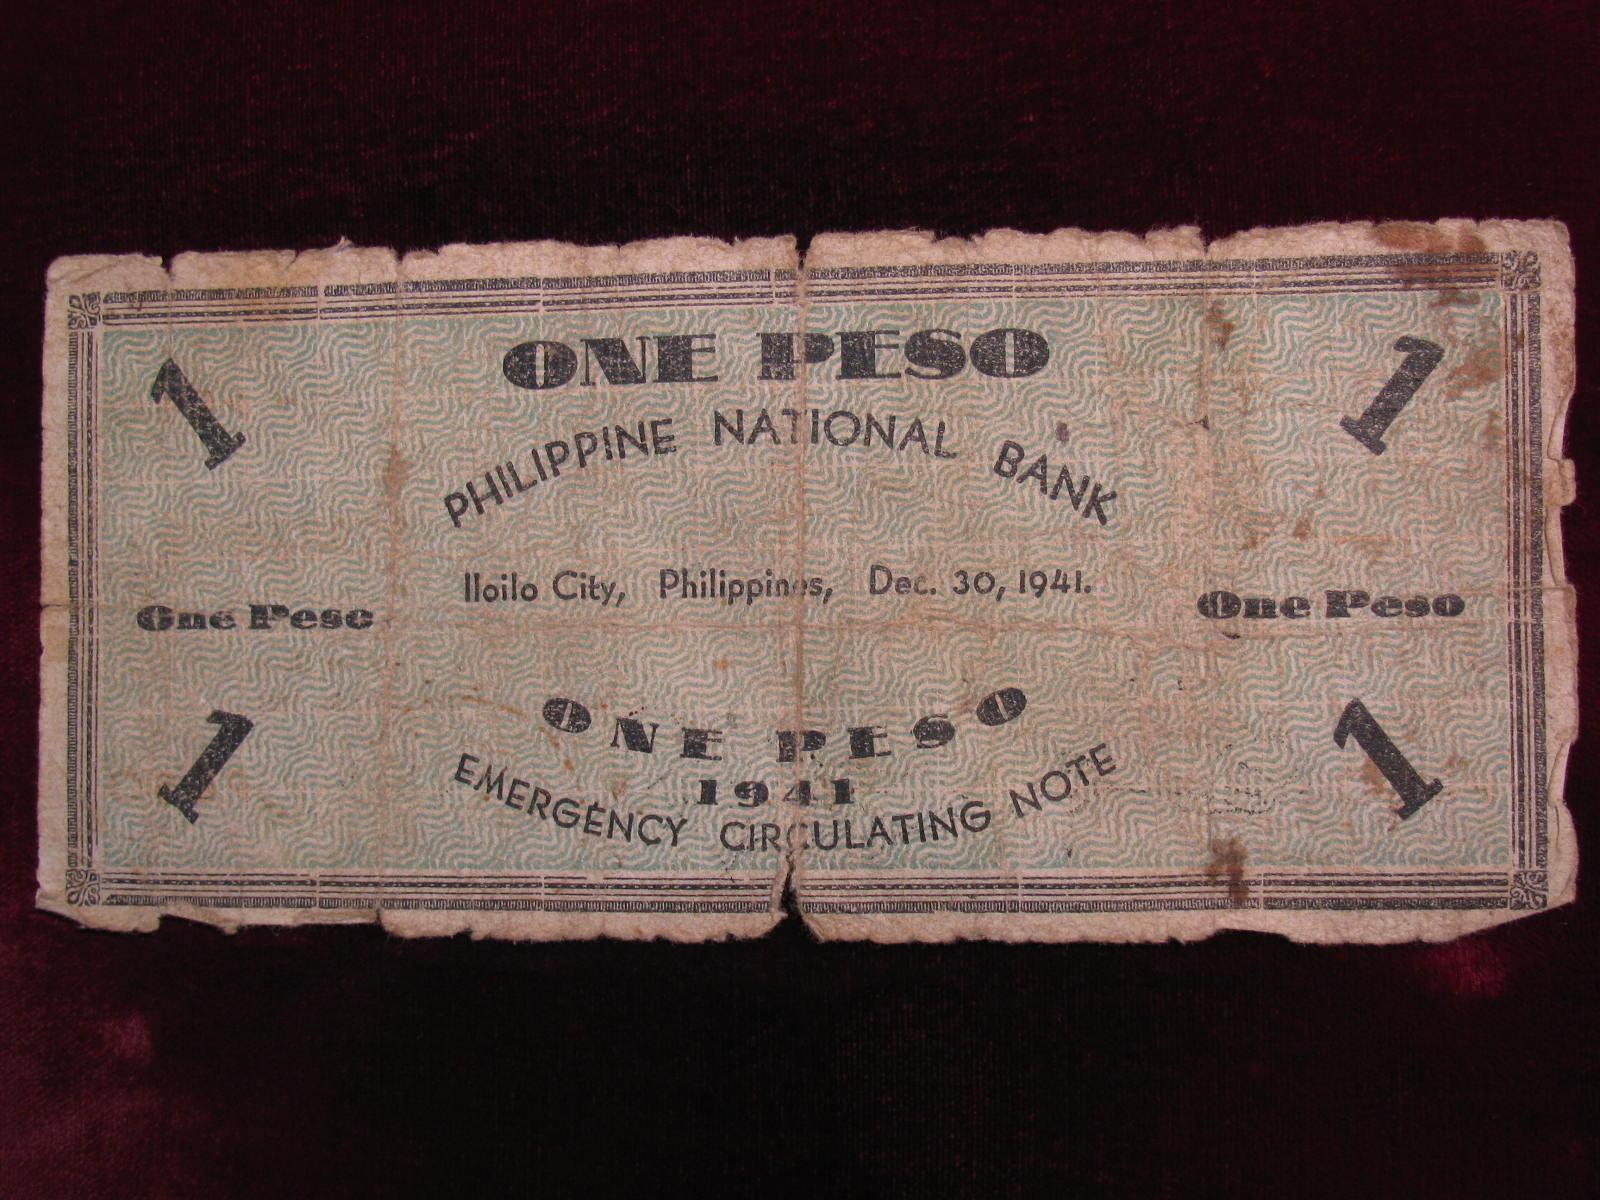 1 ONE PESO 1
PHILIPPINE NATIONAL BANK
Iloilo City, Philippines, Dec. 30, 1941.
One Peso One Peso
ONE PESO
1 1941 1
EMERGENCY CIRCULATING NOTE